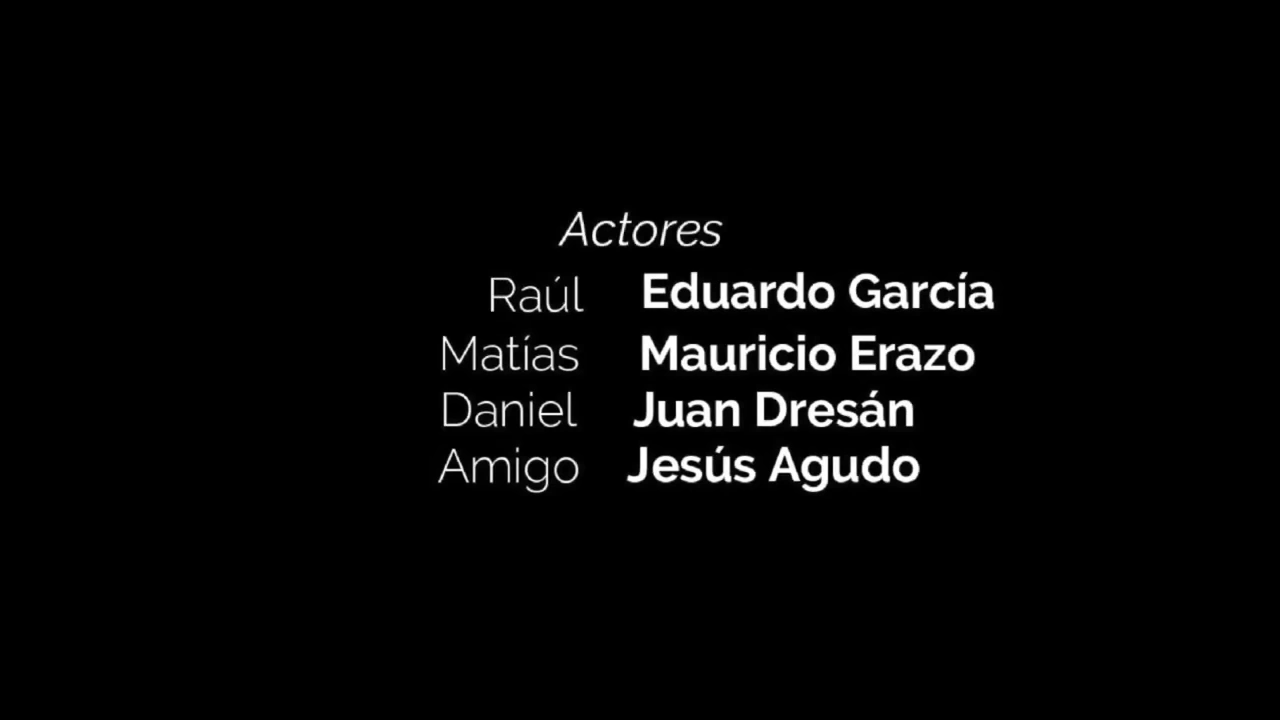 Actores
Raúl Eduardo García
Matías Mauricio Erazo
Daniel Juan Dresán
Amigo Jesús Agudo